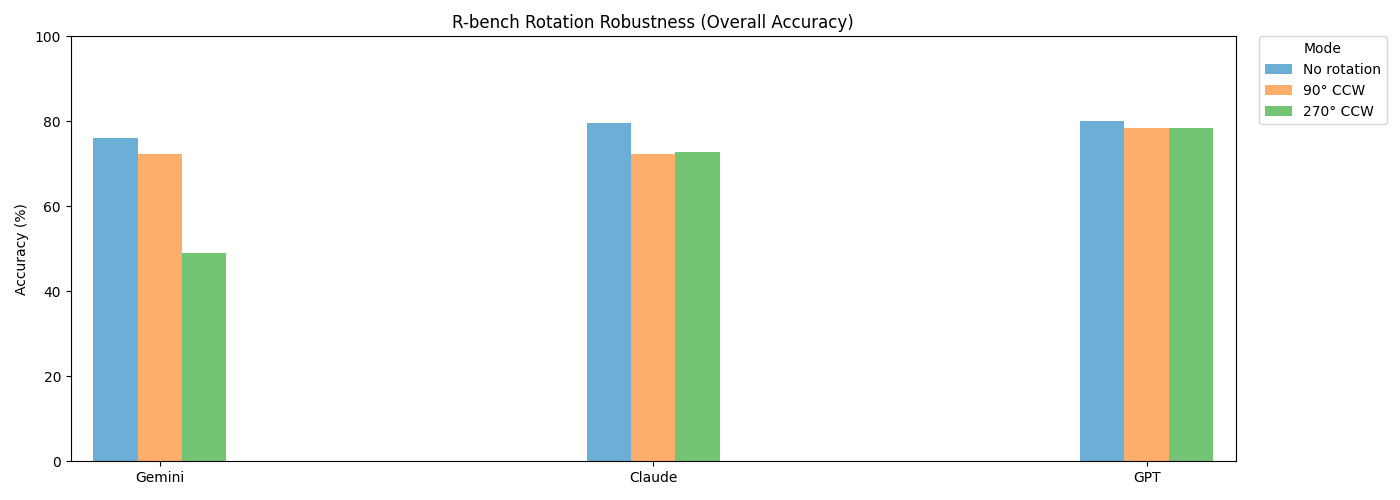 R-bench Rotation Robustness (Overall Accuracy)
Accuracy (%)
100
80
60
40
20
0
Gemini
Claude
GPT
Mode
No rotation
90° CCW
270° CCW